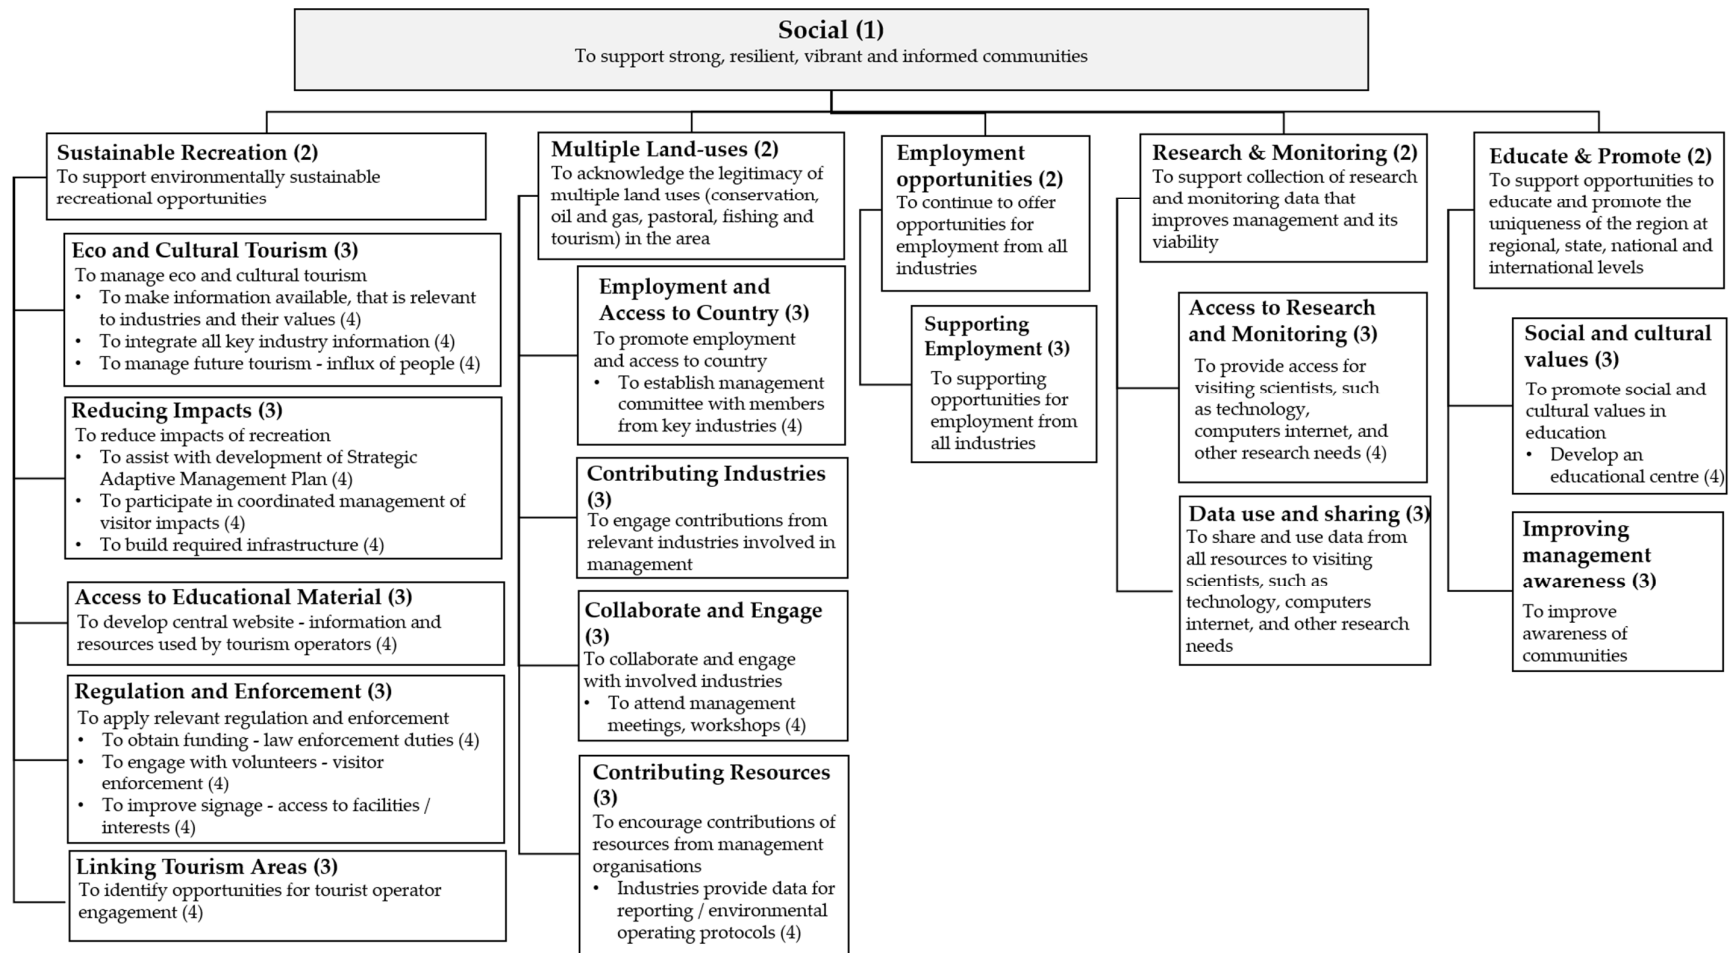 Social (1)
To support strong, resilient, vibrant and informed communities
Sustainable Recreation (2)
To support environmentally sustainable
recreational opportunities
Eco and Cultural Tourism (3)
To manage eco and cultural tourism
• To make information available, that is relevant
to industries and their values (4)
• To integrate all key industry information (4)
• To manage future tourism - influx of people (4)
Reducing Impacts (3)
To reduce impacts of recreation
• To assist with development of Strategic
Adaptive Management Plan (4)
• To participate in coordinated management of
visitor impacts (4)
• To build required infrastructure (4)
Access to Educational Material (3)
To develop central website - information and
resources used by tourism operators (4)
Regulation and Enforcement (3)
To apply relevant regulation and enforcement
• To obtain funding - law enforcement duties (4)
• To engage with volunteers - visitor
enforcement (4)
• To improve signage - access to facilities /
interests (4)
Linking Tourism Areas (3)
To identify opportunities for tourist operator
engagement (4)
Multiple Land-uses (2)
To acknowledge the legitimacy of
multiple land uses (conservation,
oil and gas, pastoral, fishing and
tourism) in the area
Employment and
Access to Country (3)
To promote employment
and access to country
• To establish management
committee with members
from key industries (4)
Contributing Industries
(3)
To engage contributions from
relevant industries involved in
management
Collaborate and Engage
(3)
To collaborate and engage
with involved industries
• To attend management
meetings, workshops (4)
Contributing Resources
(3)
To encourage contributions of
resources from management
organisations
• Industries provide data for
reporting / environmental
operating protocols (4)
Employment
opportunities (2)
To continue to offer
opportunities for
employment from all
industries
Supporting
Employment (3)
To supporting
opportunities for
employment from
all industries
Research & Monitoring (2)
To support collection of research
and monitoring data that
improves management and its
viability
Access to Research
and Monitoring (3)
To provide access for
visiting scientists, such
as technology,
computers internet, and
other research needs (4)
Data use and sharing (3)
To share and use data from
all resources to visiting
scientists, such as
technology, computers
internet, and other research
needs
Educate & Promote (2)
To support opportunities to
educate and promote the
uniqueness of the region at
regional, state, national and
international levels
Social and cultural
values (3)
To promote social and
cultural values in
education
• Develop an
educational centre (4)
Improving
management
awareness (3)
To improve
awareness of
communities